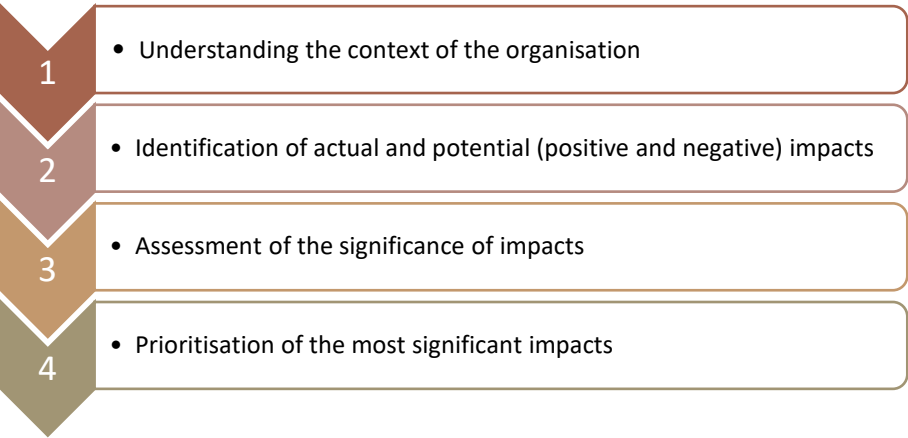 1
• Understanding the context of the organisation
2
• Identification of actual and potential (positive and negative) impacts
3
• Assessment of the significance of impacts
4
• Prioritisation of the most significant impacts